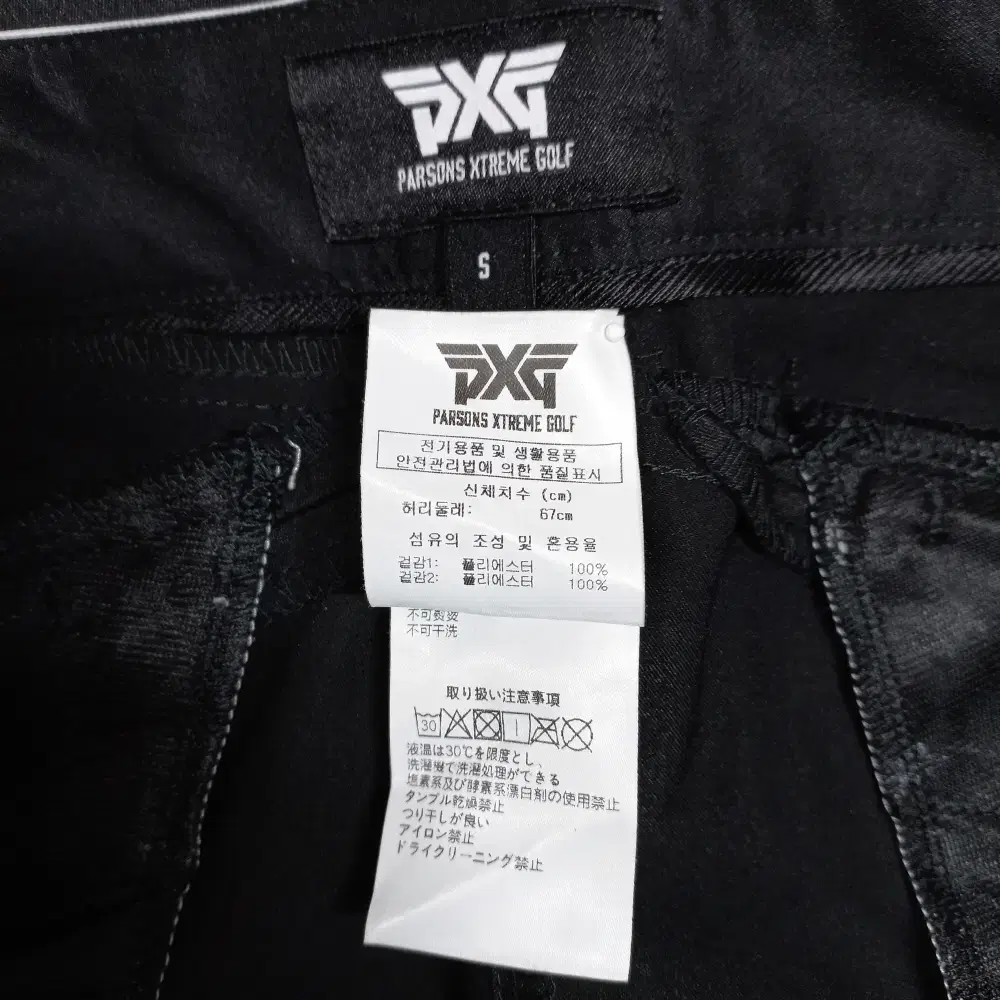 PXG
PARSONS XTREME GOLF
S
PXG
PARSONS XTREME GOLF
전기용품 및 생활용품
안전관리법에 의한 품질표시
신체치수 (cm)
허리둘레: 67cm
섬유의 조성 및 혼용율
겉감1: 폴리에스터 100%
겉감2: 폴리에스터 100%
不可熨烫
不可干洗
取り扱い注意事項
30
液温は30℃を限度とし、
洗濯機で洗濯処理ができる
塩素系及び酵素系漂白剤の使用禁止
タンブル乾燥禁止
つり干しが良い
アイロン禁止
ドライクリーニング禁止